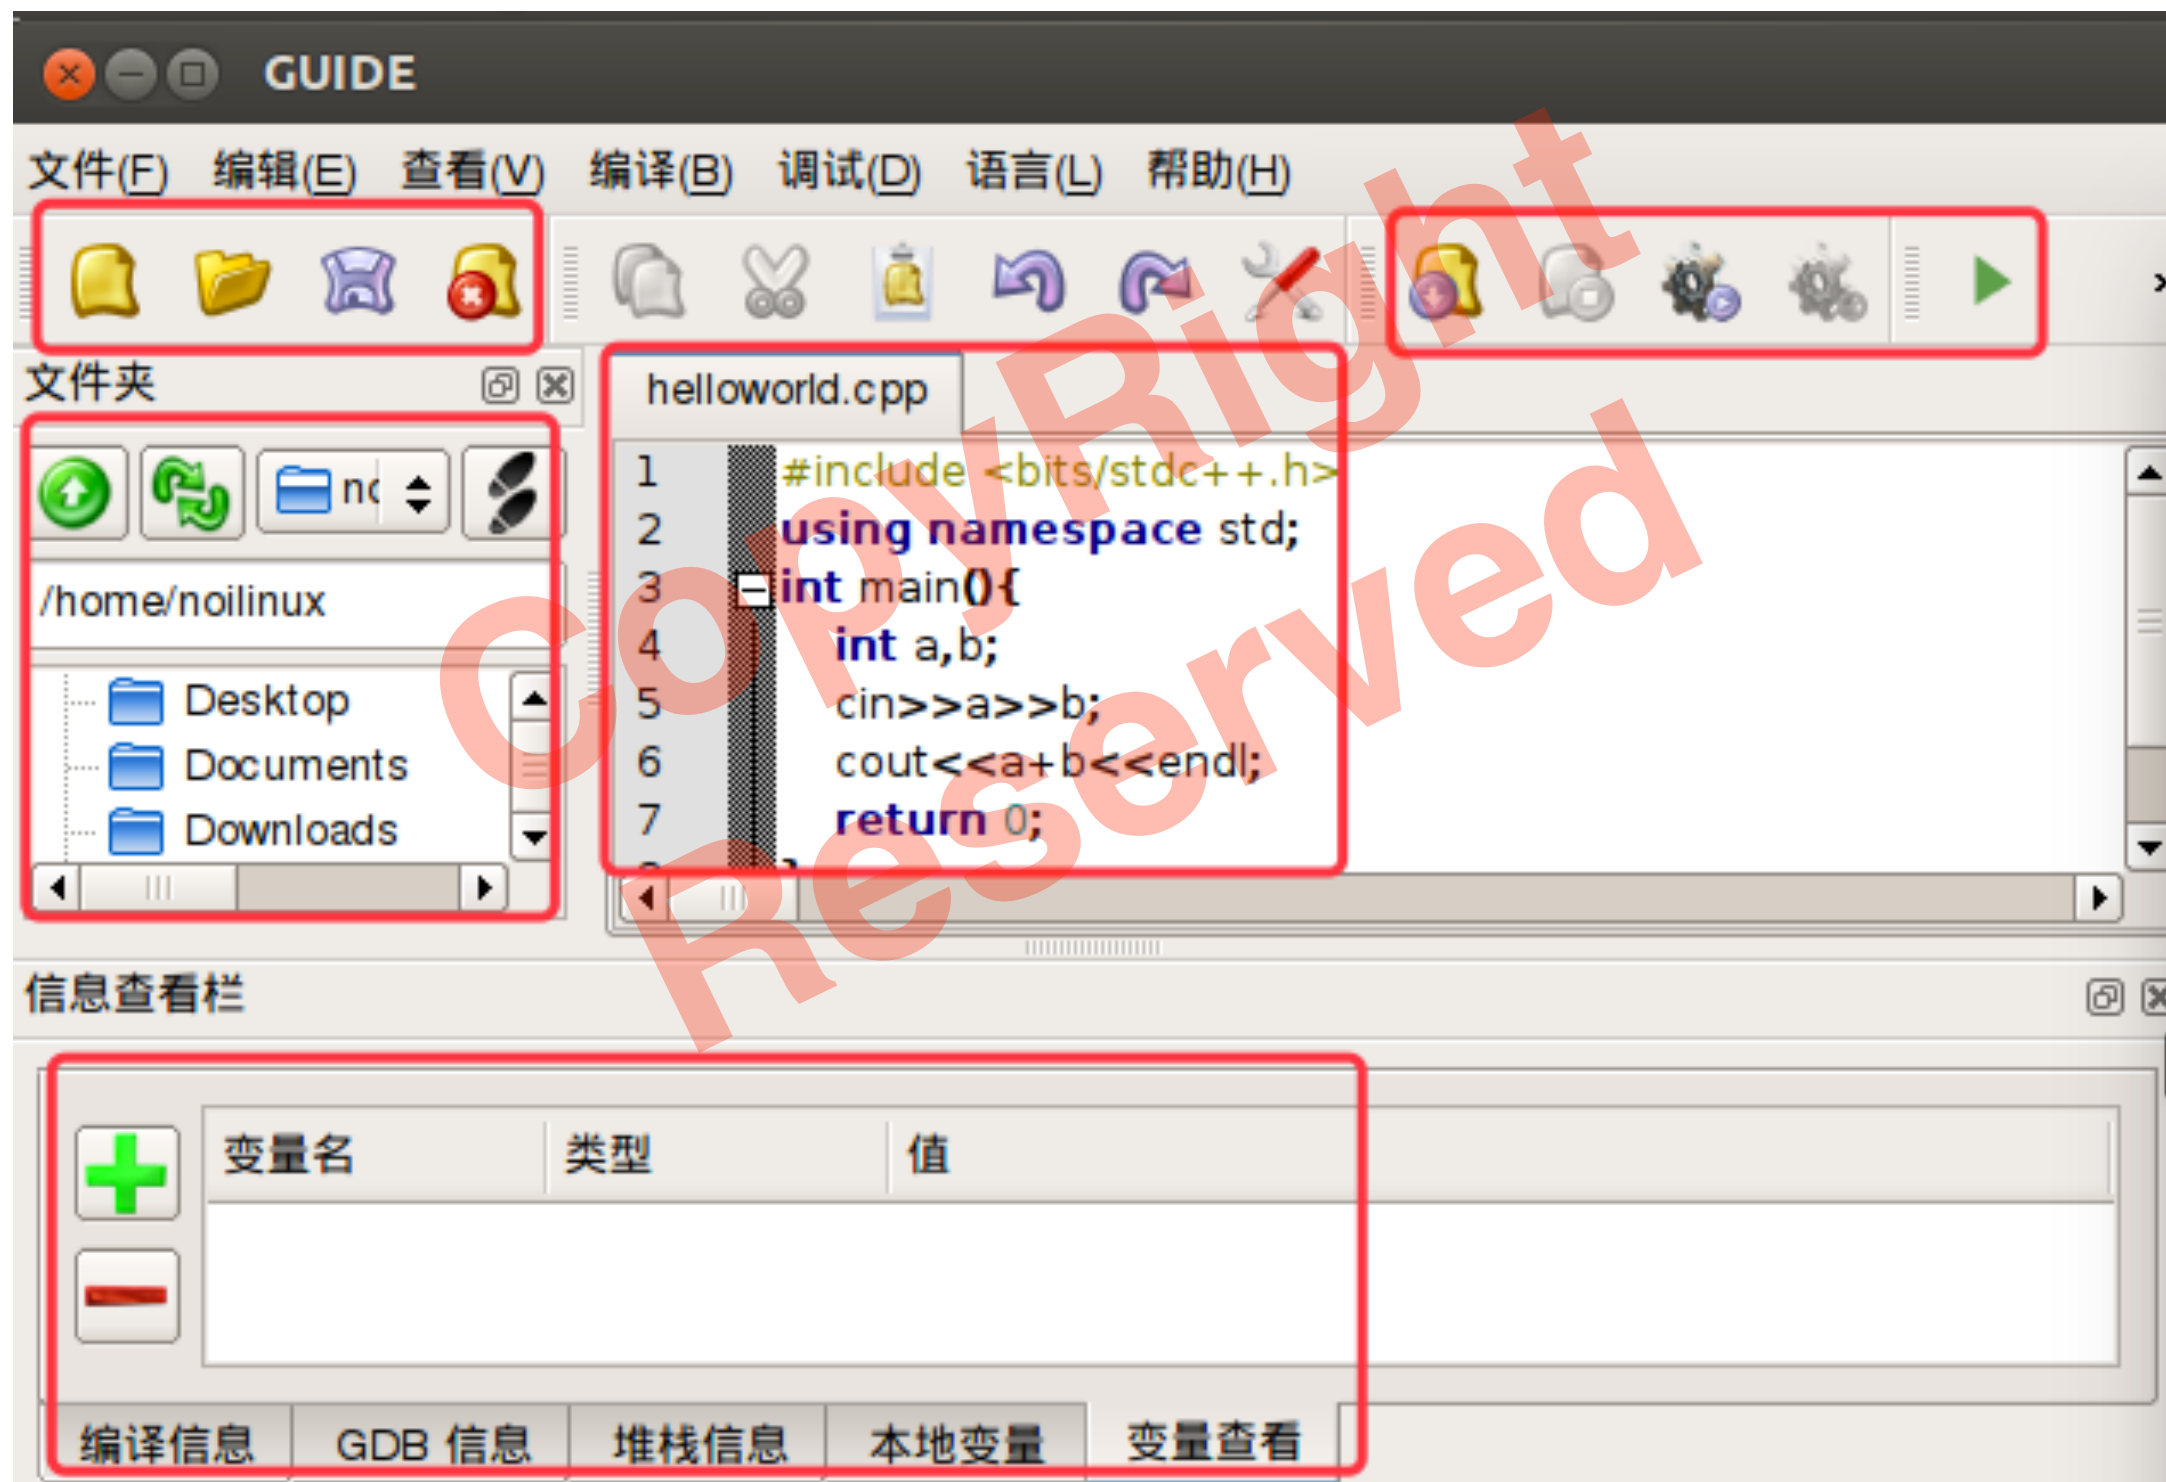 GUIDE
文件(F) 编辑(E) 查看(V) 编译(B) 调试(D) 语言(L) 帮助(H)
文件夹
helloworld.cpp
/home/noilinux
Desktop
Documents
Downloads
1 #include <bits/stdc++.h>
2 using namespace std;
3 int main(){
4 int a,b;
5 cin>>a>>b;
6 cout<<a+b<<endl;
7 return 0;
CopyRight
Reserved
信息查看栏
变量名 类型 值
编译信息 GDB 信息 堆栈信息 本地变量 变量查看